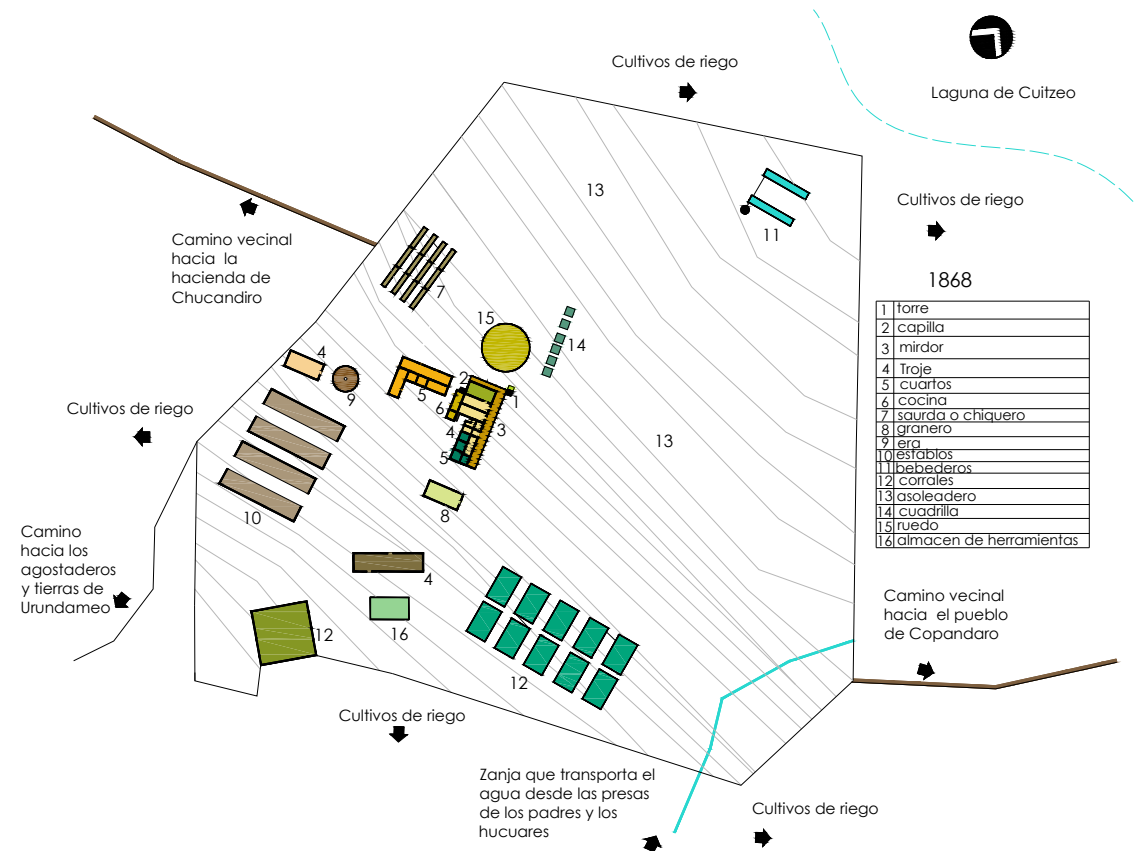 Cultivos de riego
Laguna de Cuitzeo
13
Cultivos de riego
11
Camino vecinal
hacia la
hacienda de
Chucandiro
7
1868
15
14
4
9
5
2
6
1
3
4
5
13
1 torre
2 capilla
3 mirdor
4 Troje
5 cuartos
6 cocina
7 saurda o chiquero
8 granero
9 era
10 establos
11 bebederos
12 corrales
13 asoleadero
14 cuadrilla
15 ruedo
16 almacen de herramientas
Cultivos de riego
8
10
Camino
hacia los
agostaderos
y tierras de
Urundameo
4
16
12
12
Camino vecinal
hacia el pueblo
de Copandaro
Cultivos de riego
Zanja que transporta el
agua desde las presas
de los padres y los
hucuares
Cultivos de riego